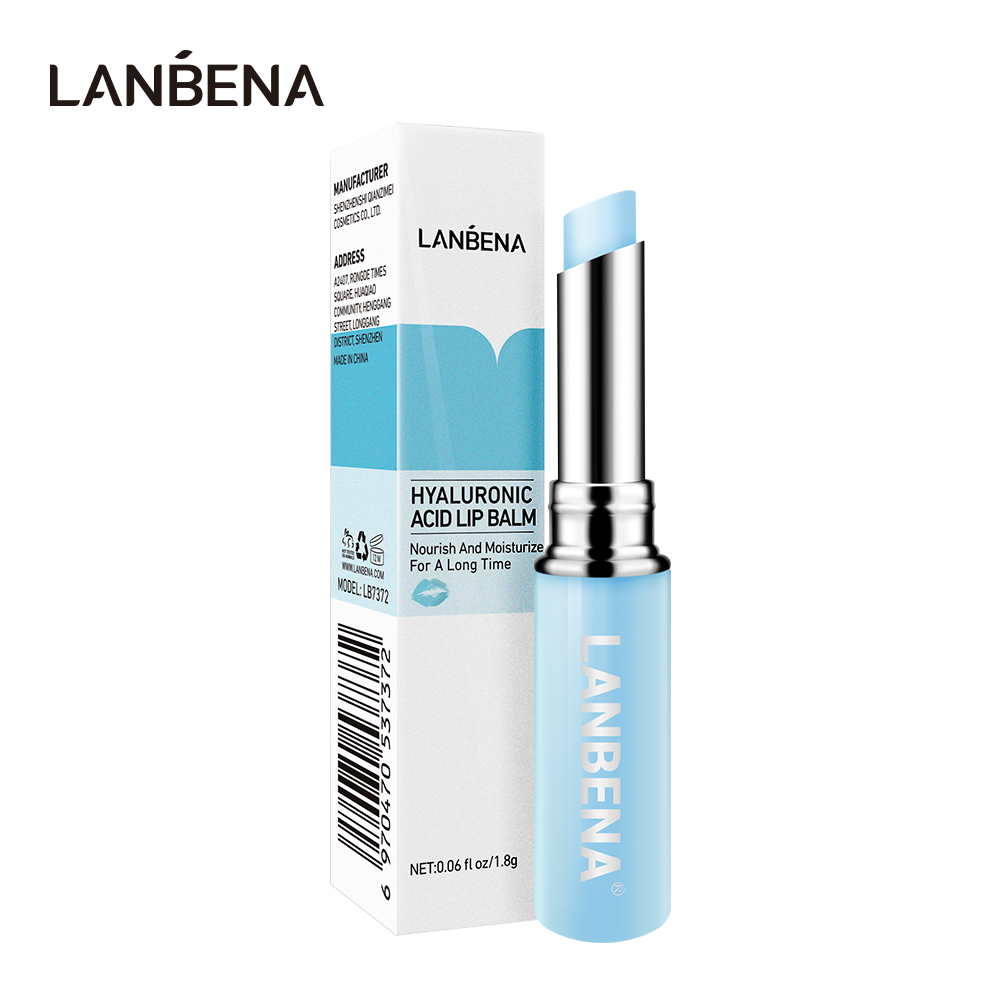 LANBENA
MANUFACTURER
SHENZHENSHI QIANZIMEI
COSMETICS CO., LTD.
ADDRESS
A2407, RONGDE TIMES
SQUARE, HUAQIAO
COMMUNITY, HENGGANG
STREET, LONGGANG
DISTRICT, SHENZHEN
MADE IN CHINA
12M
WWW.LANBENA.COM
MODEL: LB7372
6 970470 537372
LANBENA
HYALURONIC
ACID LIP BALM
Nourish And Moisturize
For A Long Time
NET:0.06 fl oz/1.8g
LANBENA®